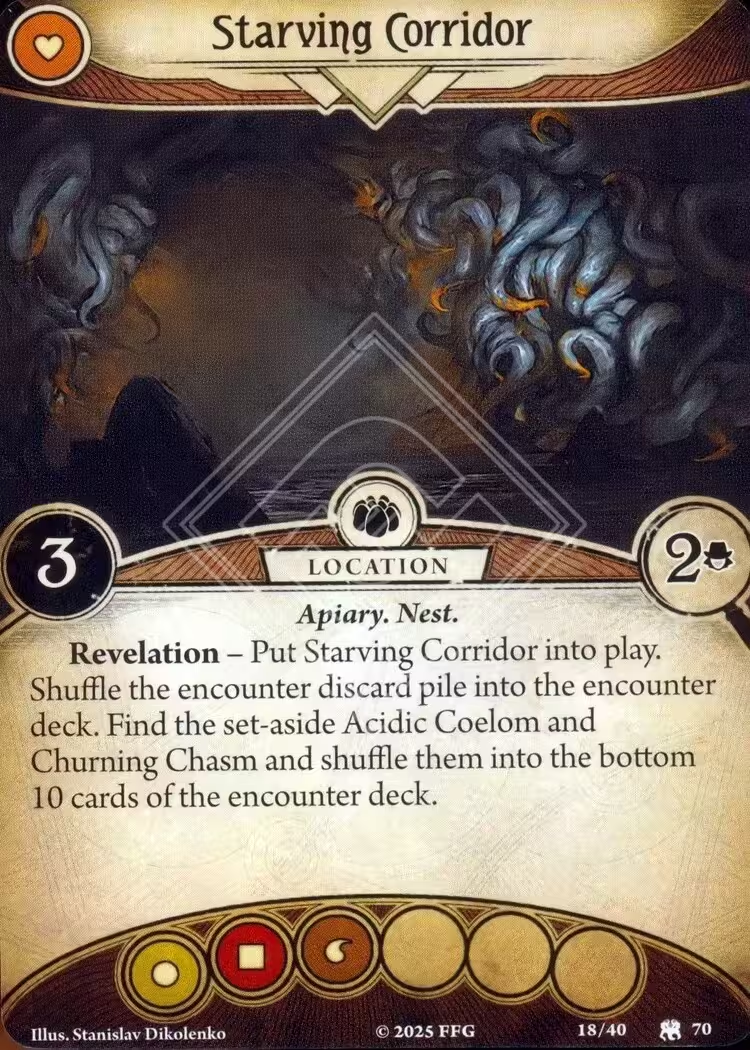 Starving Corridor
3
LOCATION
2
Apiary. Nest.
Revelation – Put Starving Corridor into play.
Shuffle the encounter discard pile into the encounter
deck. Find the set-aside Acidic Coelom and
Churning Chasm and shuffle them into the bottom
10 cards of the encounter deck.
Illus. Stanislav Dikolenko © 2025 FFG 18/40 70